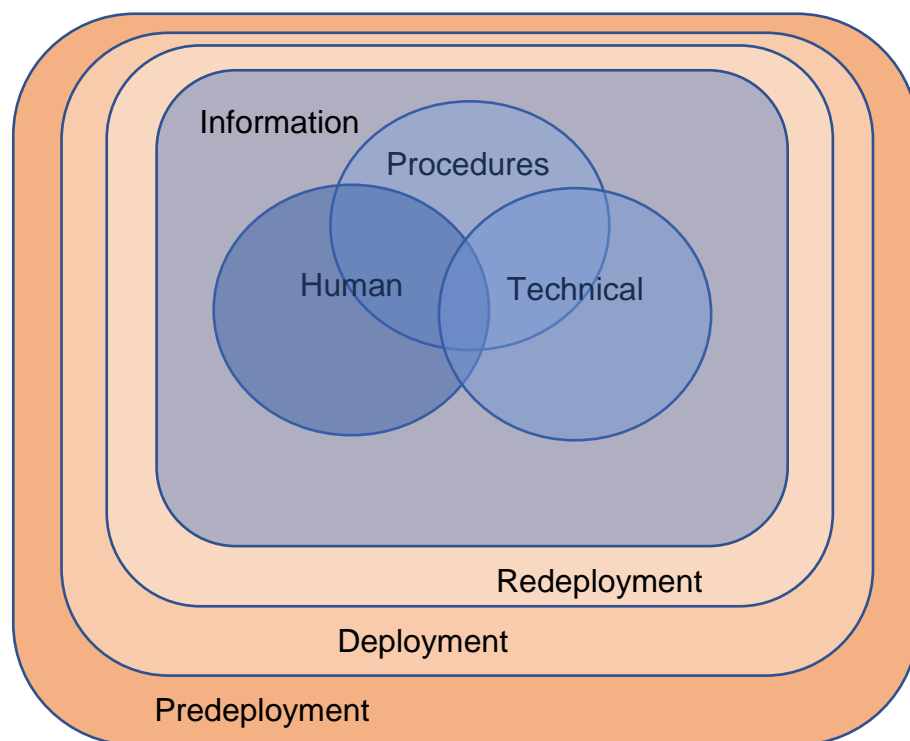 Information
Procedures
Human
Technical
Redeployment
Deployment
Predeployment